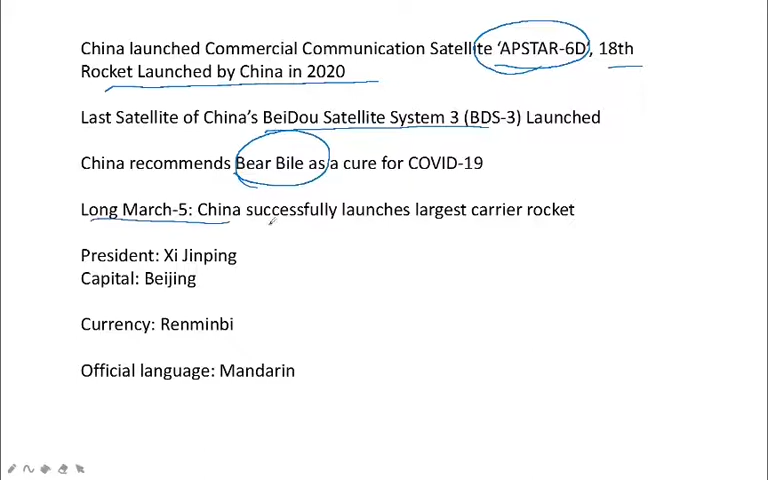 China launched Commercial Communication Satellite ‘APSTAR-6D’, 18th
Rocket Launched by China in 2020
Last Satellite of China’s BeiDou Satellite System 3 (BDS-3) Launched
China recommends Bear Bile as a cure for COVID-19
Long March-5: China successfully launches largest carrier rocket
President: Xi Jinping
Capital: Beijing
Currency: Renminbi
Official language: Mandarin